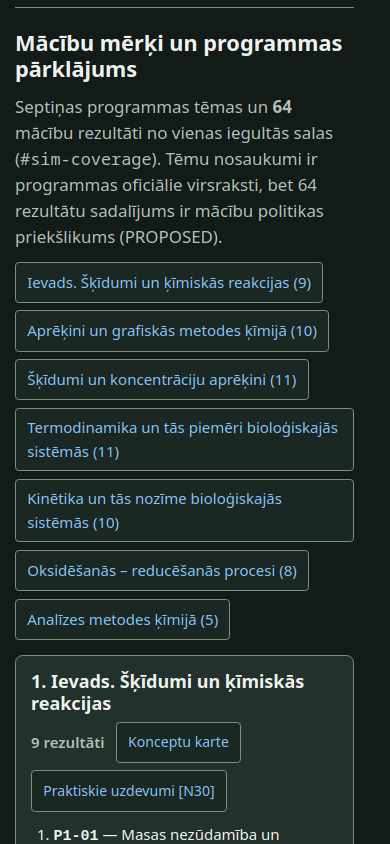 Mācību mērķi un programmas
pārklājums
Septiņas programmas tēmas un 64
mācību rezultāti no vienas iegultās salas
(#sim-coverage). Tēmu nosaukumi ir
programmas oficiālie virsraksti, bet 64
rezultātu sadalījums ir mācību politikas
priekšlikums (PROPOSED).
Ievads. Šķīdumi un ķīmiskās reakcijas (9)
Aprēķini un grafiskās metodes ķīmijā (10)
Šķīdumi un koncentrāciju aprēķini (11)
Termodinamika un tās piemēri bioloģiskajās
sistēmās (11)
Kinētika un tās nozīme bioloģiskajās
sistēmās (10)
Oksidēšanās – reducēšanās procesi (8)
Analīzes metodes ķīmijā (5)
1. Ievads. Šķīdumi un ķīmiskās
reakcijas
9 rezultāti Konceptu karte
Praktiskie uzdevumi [N30]
1. P1-01 — Masas nezūdamība un